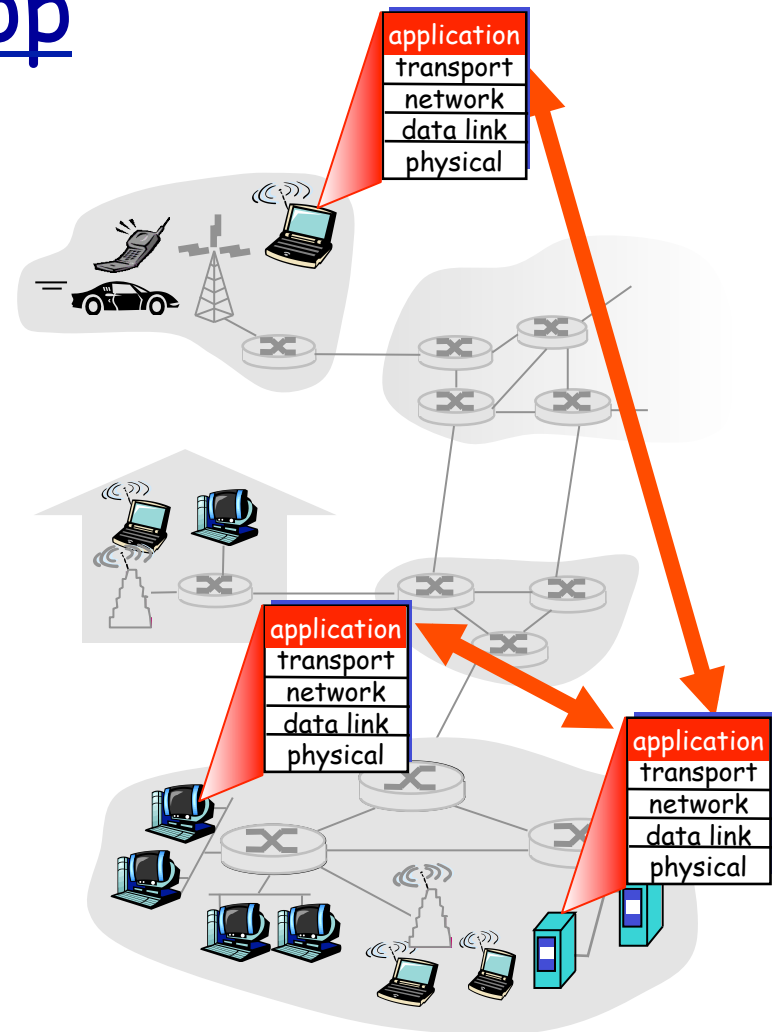 application
transport
network
data link
physical
application
transport
network
data link
physical
application
transport
network
data link
physical